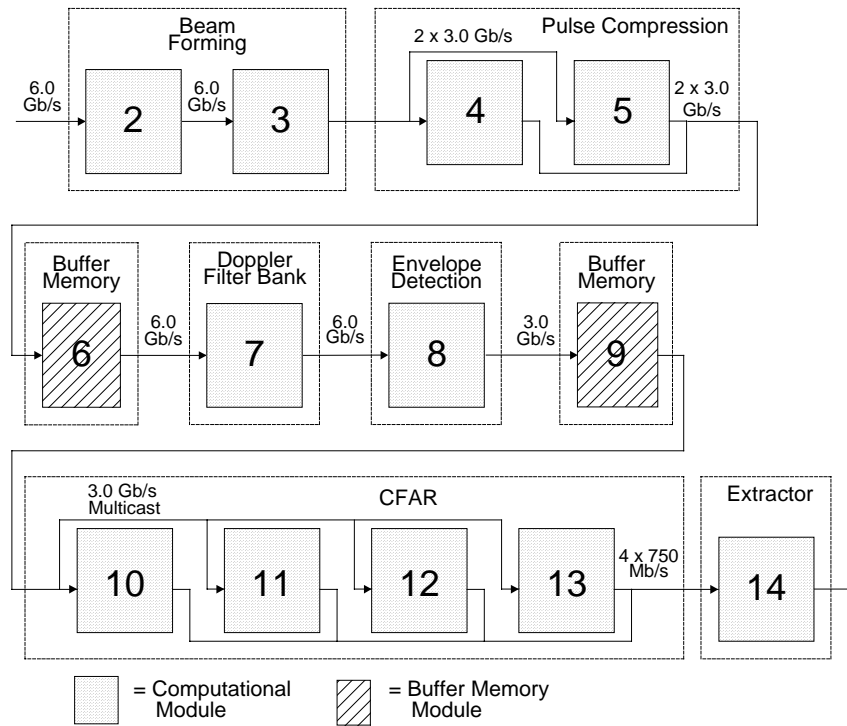 Beam
Forming
Pulse Compression
6.0
Gb/s
2
6.0
Gb/s
3
2 x 3.0 Gb/s
4
5
2 x 3.0
Gb/s
Buffer
Memory
6
6.0
Gb/s
Doppler
Filter Bank
7
6.0
Gb/s
Envelope
Detection
8
3.0
Gb/s
Buffer
Memory
9
3.0 Gb/s
Multicast
CFAR
10
11
12
13
4 x 750
Mb/s
Extractor
14
= Computational
Module
= Buffer Memory
Module